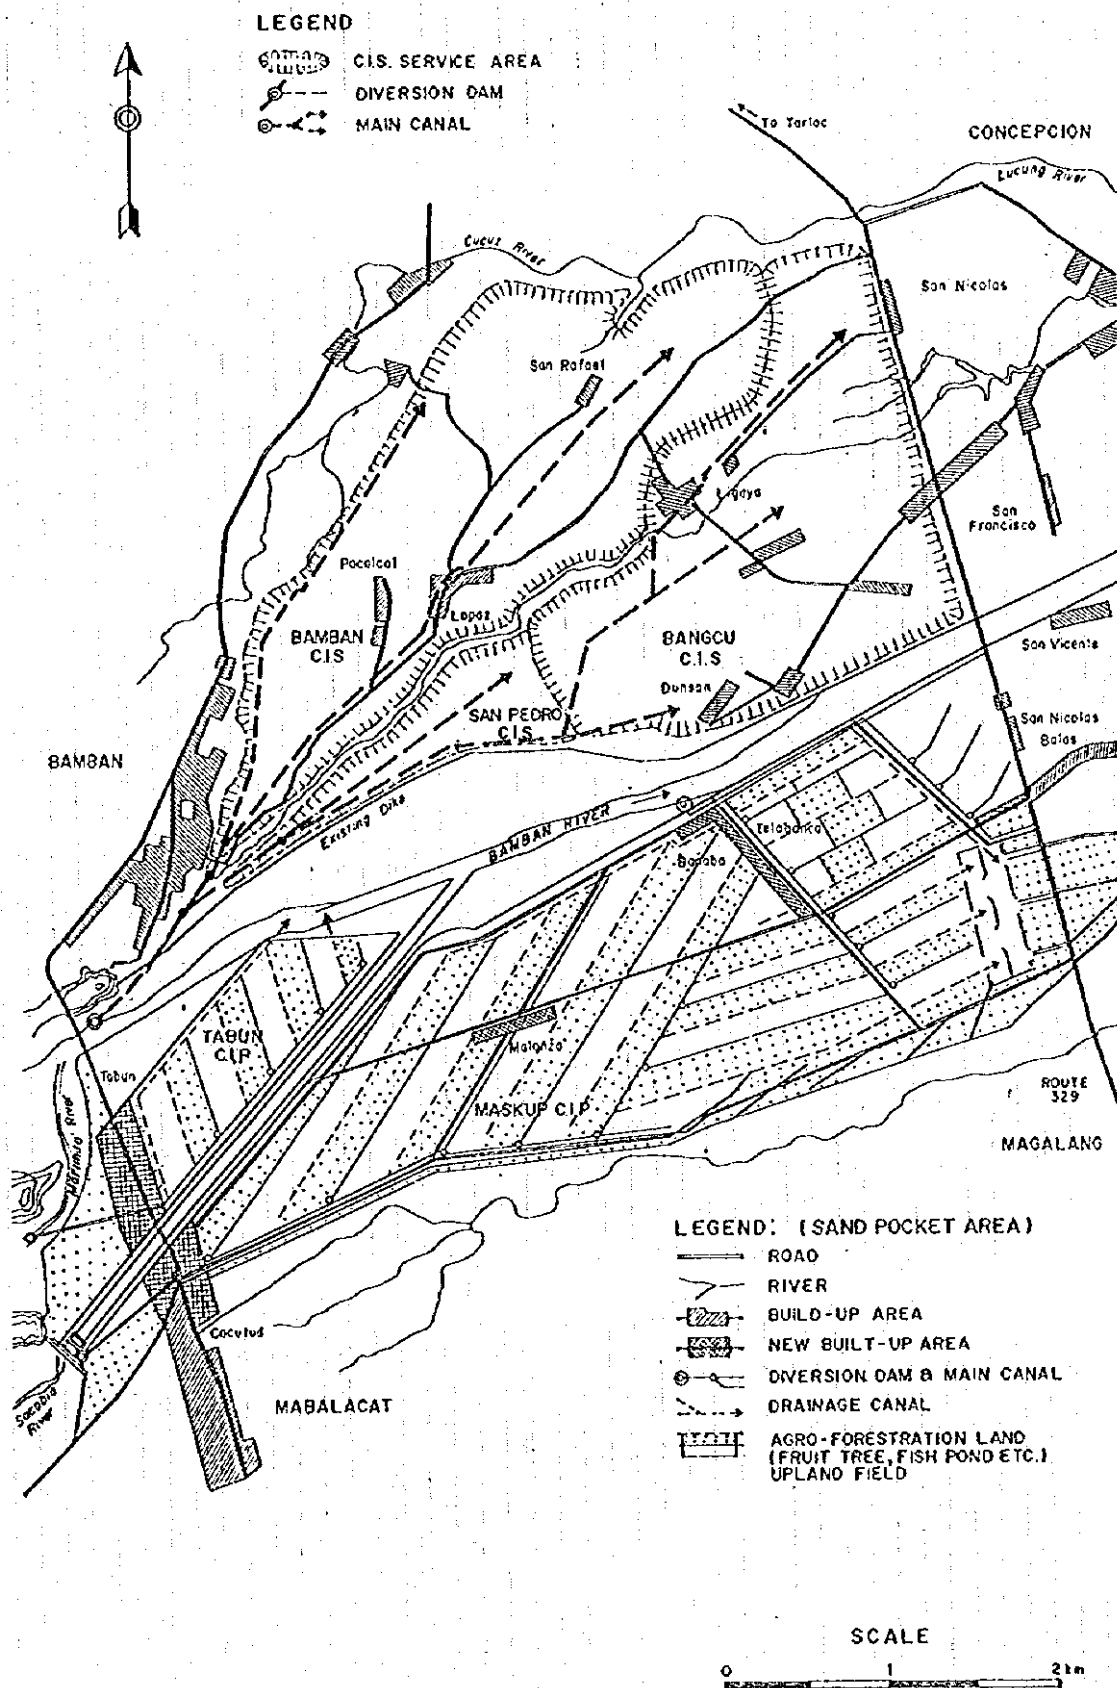 LEGEND
C.I.S. SERVICE AREA
DIVERSION DAM
MAIN CANAL
To Tarlac
CONCEPCION
Lucung River
Cucuz River
San Nicolas
San Rafael
Ligaya
San
Francisco
Pacalcal
Lopaz
BAMBAN
C.I.S
BANGCU
C.I.S
San Vicente
Dunsan
SAN PEDRO
C.I.S.
San Nicolas
Balas
BAMBAN
Existing Dike
BAMBAN RIVER
Telabanca
TABUN
C.I.P.
Tabun
Malonzo
MASKUP C.I.P
ROUTE
329
MAGALANG
River
LEGEND: (SAND POCKET AREA)
ROAD
RIVER
BUILD-UP AREA
NEW BUILT-UP AREA
DIVERSION DAM & MAIN CANAL
DRAINAGE CANAL
AGRO-FORESTRATION LAND
(FRUIT TREE, FISH POND ETC.)
UPLAND FIELD
MABALACAT
Sacobia
River
SCALE
0 1 2 km